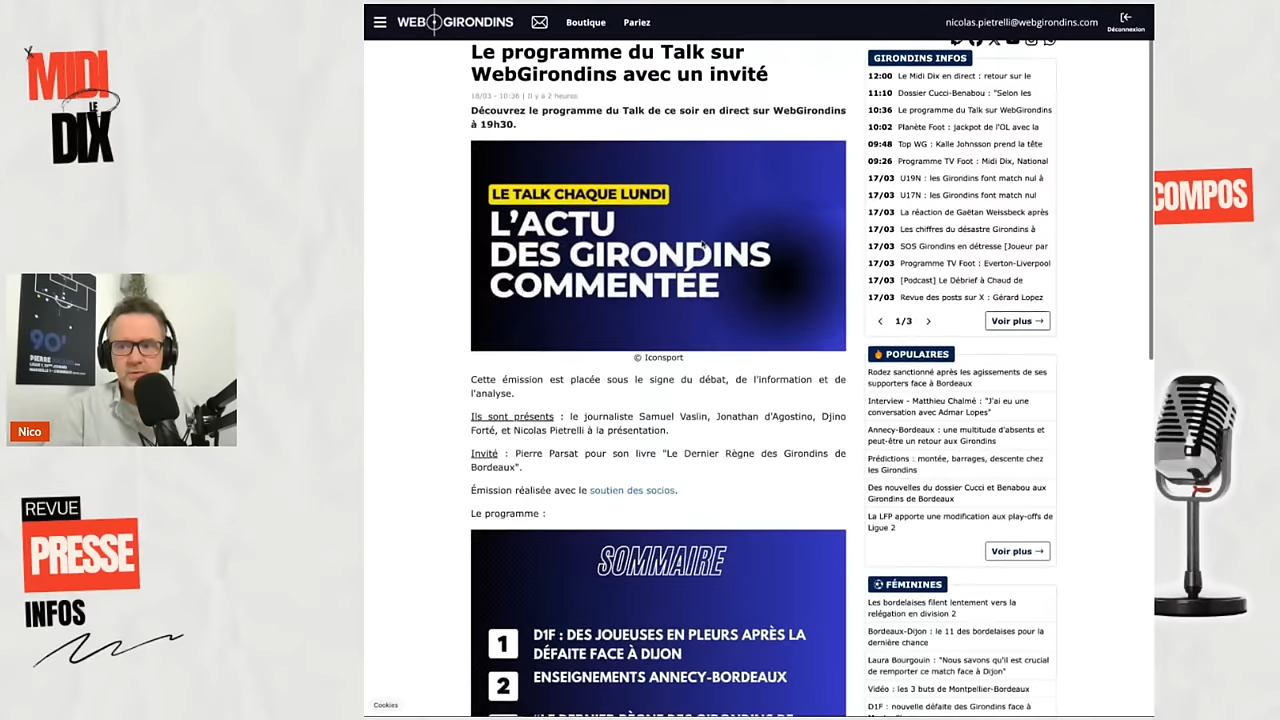 MIDI
LE
DIX
90'
PIERRE
Nico
REVUE
PRESSE
INFOS
WEB GIRONDINS
Boutique
Pariez
nicolas.pietrelli@webgirondins.com
Déconnexion
Le programme du Talk sur
WebGirondins avec un invité
18/03 - 10:36 | Il y a 2 heures
Découvrez le programme du Talk de ce soir en direct sur WebGirondins
à 19h30.
LE TALK CHAQUE LUNDI
L'ACTU
DES GIRONDINS
COMMENTÉE
© Iconsport
Cette émission est placée sous le signe du débat, de l'information et de
l'analyse.
Ils sont présents : le journaliste Samuel Vaslin, Jonathan d'Agostino, Djino
Forté, et Nicolas Pietrelli à la présentation.
Invité : Pierre Parsat pour son livre "Le Dernier Règne des Girondins de
Bordeaux".
Émission réalisée avec le soutien des socios.
Le programme :
SOMMAIRE
1 D1F : DES JOUEUSES EN PLEURS APRÈS LA
DÉFAITE FACE À DIJON
2 ENSEIGNEMENTS ANNECY-BORDEAUX
Cookies
GIRONDINS INFOS
12:00 Le Midi Dix en direct : retour sur le
11:10 Dossier Cucci-Benabou : "Selon les
10:36 Le programme du Talk sur WebGirondins
10:02 Planète Foot : jackpot de l'OL avec la
09:48 Top WG : Kalle Johnsson prend la tête
09:26 Programme TV Foot : Midi Dix, National
17/03 U19N : les Girondins font match nul à
17/03 U17N : les Girondins font match nul
17/03 La réaction de Gaëtan Weissbeck après
17/03 Les chiffres du désastre Girondins à
17/03 SOS Girondins en détresse [Joueur par
17/03 Programme TV Foot : Everton-Liverpool
17/03 [Podcast] Le Débrief à Chaud de
17/03 Revue des posts sur X : Gérard Lopez
1/3
Voir plus →
POPULAIRES
Rodez sanctionné après les agissements de ses
supporters face à Bordeaux
Interview - Matthieu Chalmé : "J'ai eu une
conversation avec Admar Lopes"
Annecy-Bordeaux : une multitude d'absents et
peut-être un retour aux Girondins
Prédictions : montée, barrages, descente chez
les Girondins
Des nouvelles du dossier Cucci et Benabou aux
Girondins de Bordeaux
La LFP apporte une modification aux play-offs de
Ligue 2
Voir plus →
FÉMININES
Les bordelaises filent lentement vers la
relégation en division 2
Bordeaux-Dijon : le 11 des bordelaises pour la
dernière chance
Laura Bourgouin : "Nous savons qu'il est crucial
de remporter ce match face à Dijon"
Vidéo : les 3 buts de Montpellier-Bordeaux
D1F : nouvelle défaite des Girondins face à
COMPOS